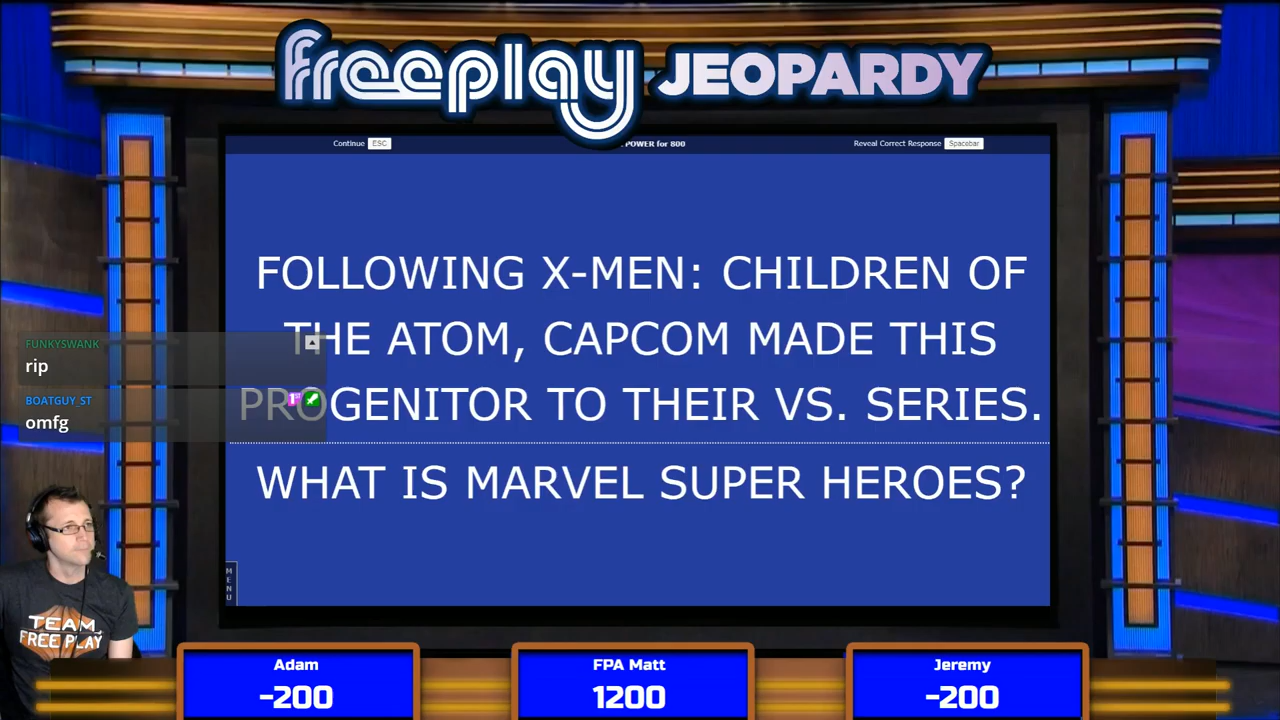 freeplay JEOPARDY
Continue ESC
POWER for 800
Reveal Correct Response Spacebar
FOLLOWING X-MEN: CHILDREN OF
THE ATOM, CAPCOM MADE THIS
PROGENITOR TO THEIR VS. SERIES.
WHAT IS MARVEL SUPER HEROES?
FUNKYSWANK
rip
BOATGUY_ST
omfg
MENU
TEAM
FREE PLAY
Adam
-200
FPA Matt
1200
Jeremy
-200